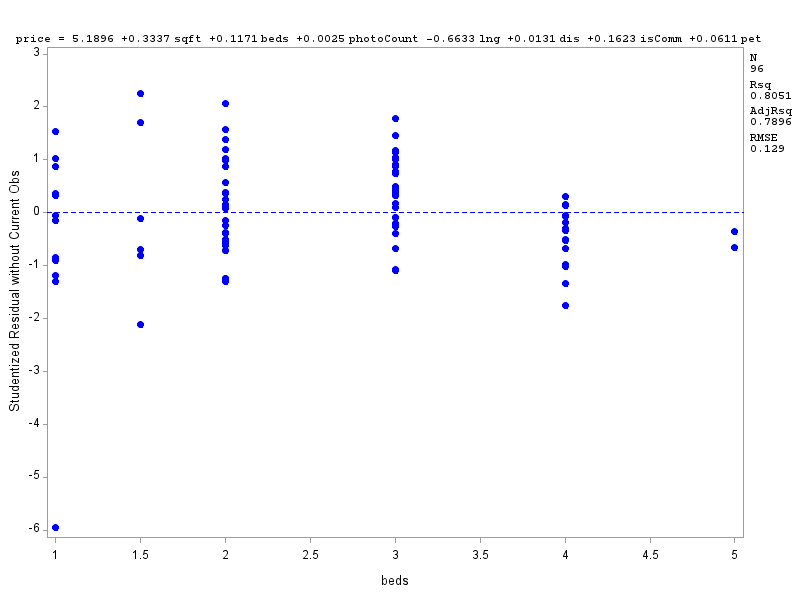 price = 5.1896 +0.3337 sqft +0.1171 beds +0.0025 photoCount -0.6633 lng +0.0131 dis +0.1623 isComm +0.0611 pet
N
96
Rsq
0.8051
AdjRsq
0.7896
RMSE
0.129
Studentized Residual without Current Obs
3
2
1
0
-1
-2
-3
-4
-5
-6
1 1.5 2 2.5 3 3.5 4 4.5 5
beds